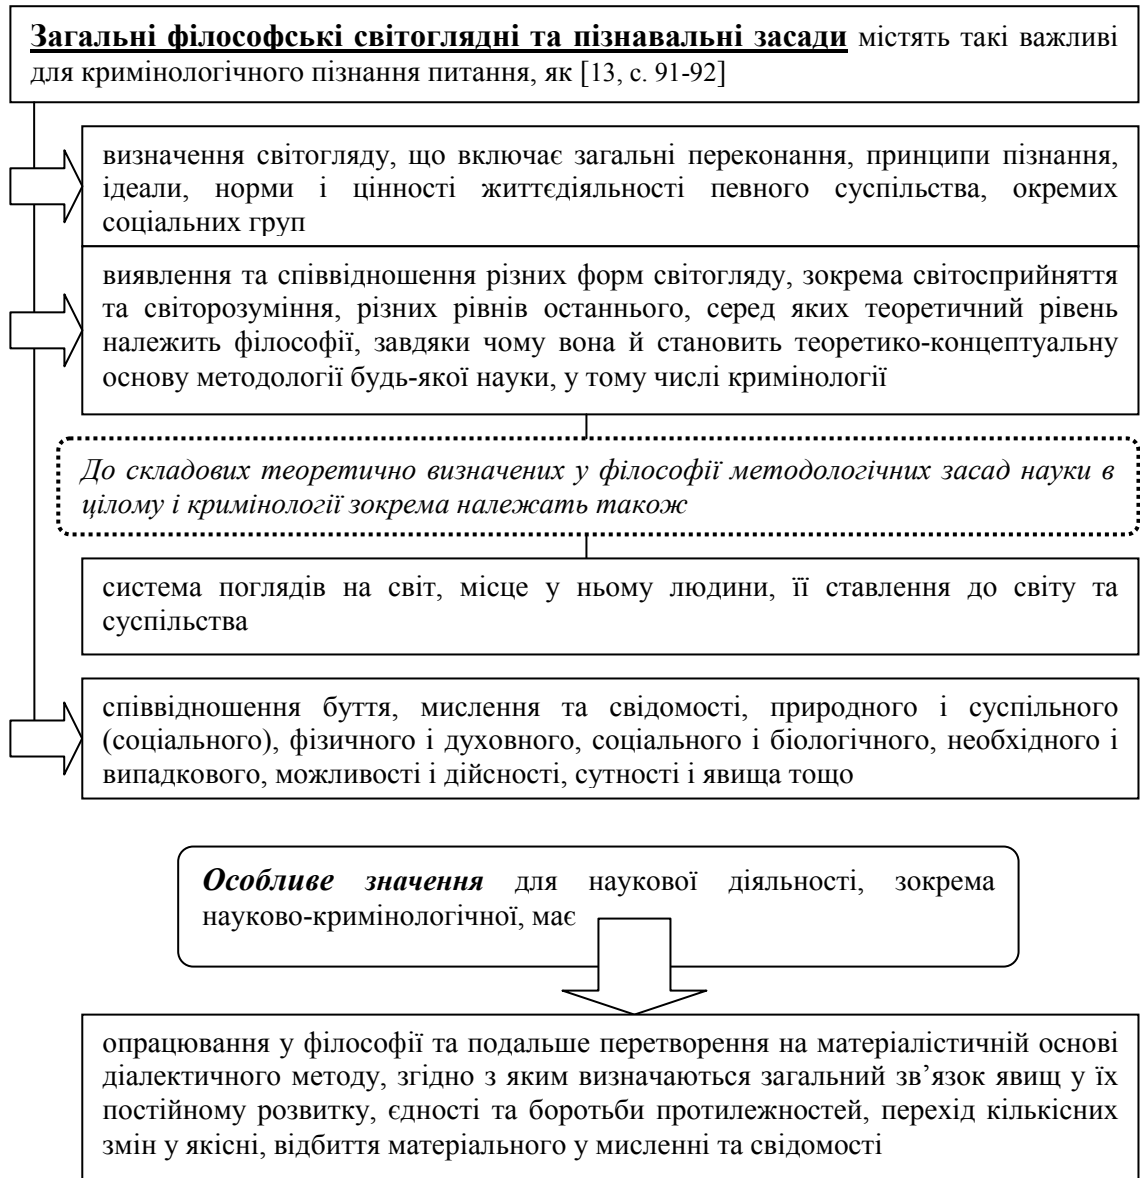 Загальні філософські світоглядні та пізнавальні засади містять такі важливі
для кримінологічного пізнання питання, як [13, с. 91-92]
визначення світогляду, що включає загальні переконання, принципи пізнання,
ідеали, норми і цінності життєдіяльності певного суспільства, окремих
соціальних груп
виявлення та співвідношення різних форм світогляду, зокрема світосприйняття
та світорозуміння, різних рівнів останнього, серед яких теоретичний рівень
належить філософії, завдяки чому вона й становить теоретико-концептуальну
основу методології будь-якої науки, у тому числі кримінології
До складових теоретично визначених у філософії методологічних засад науки в
цілому і кримінології зокрема належать також
система поглядів на світ, місце у ньому людини, її ставлення до світу та
суспільства
співвідношення буття, мислення та свідомості, природного і суспільного
(соціального), фізичного і духовного, соціального і біологічного, необхідного і
випадкового, можливості і дійсності, сутності і явища тощо
Особливе значення для наукової діяльності, зокрема
науково-кримінологічної, має
опрацювання у філософії та подальше перетворення на матеріалістичній основі
діалектичного методу, згідно з яким визначаються загальний зв’язок явищ у їх
постійному розвитку, єдності та боротьби протилежностей, перехід кількісних
змін у якісні, відбиття матеріального у мисленні та свідомості